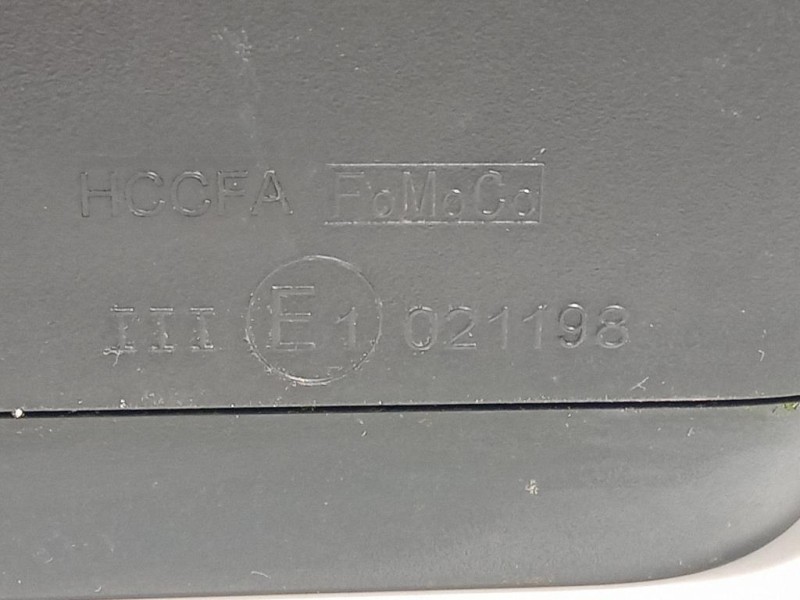 HCCFA FoMoCo
III E1 021198